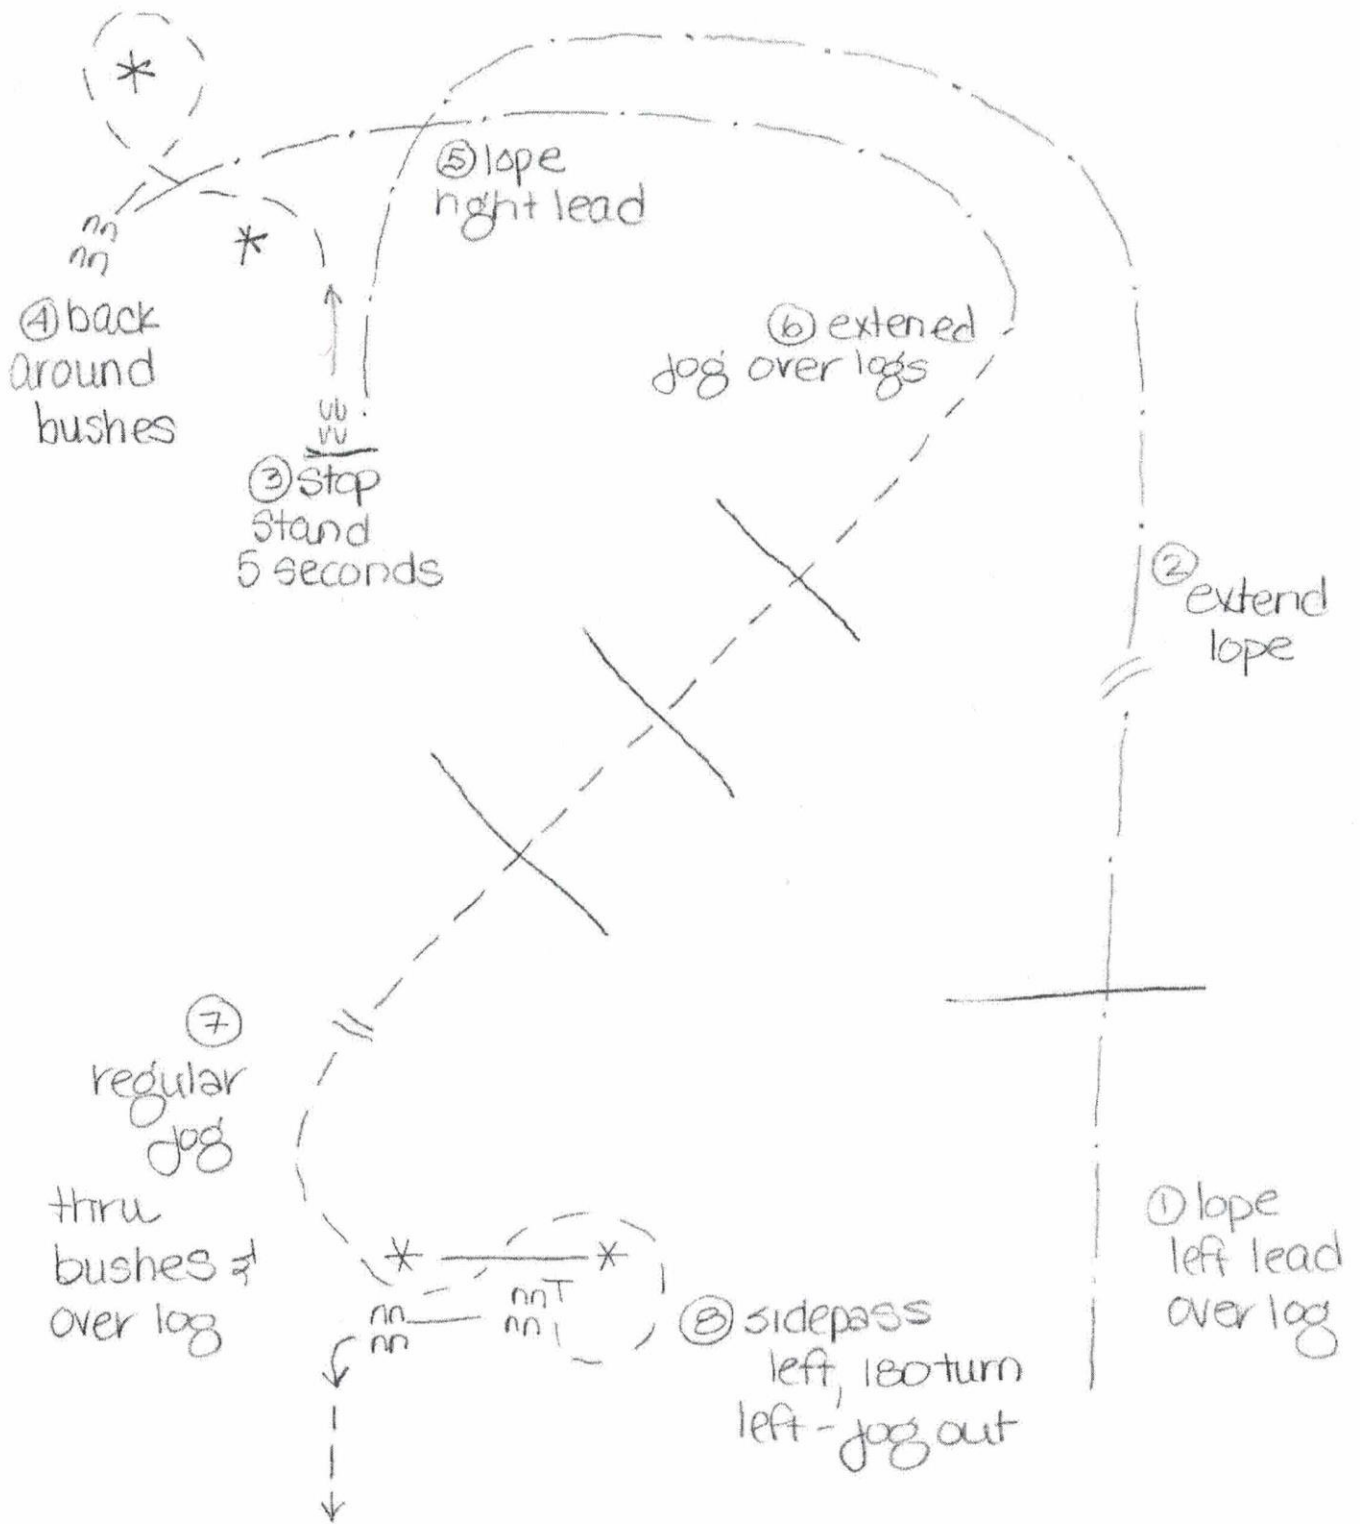 ① lope
left lead
over log
②
extend
lope
③ stop
stand
5 seconds
④ back
around
bushes
⑤ lope
right lead
⑥ extened
jog over logs
⑦
regular
jog
thru
bushes &
over log
⑧ sidepass
left, 180 turn
left - jog out